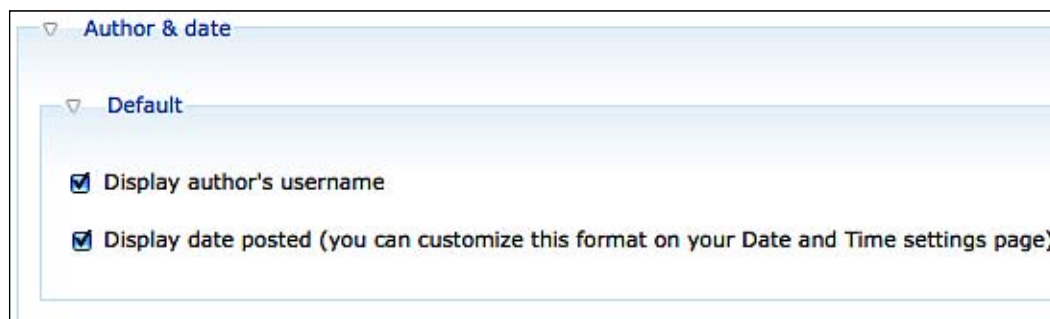 Author & date
Default
Display author's username
Display date posted (you can customize this format on your Date and Time settings page)